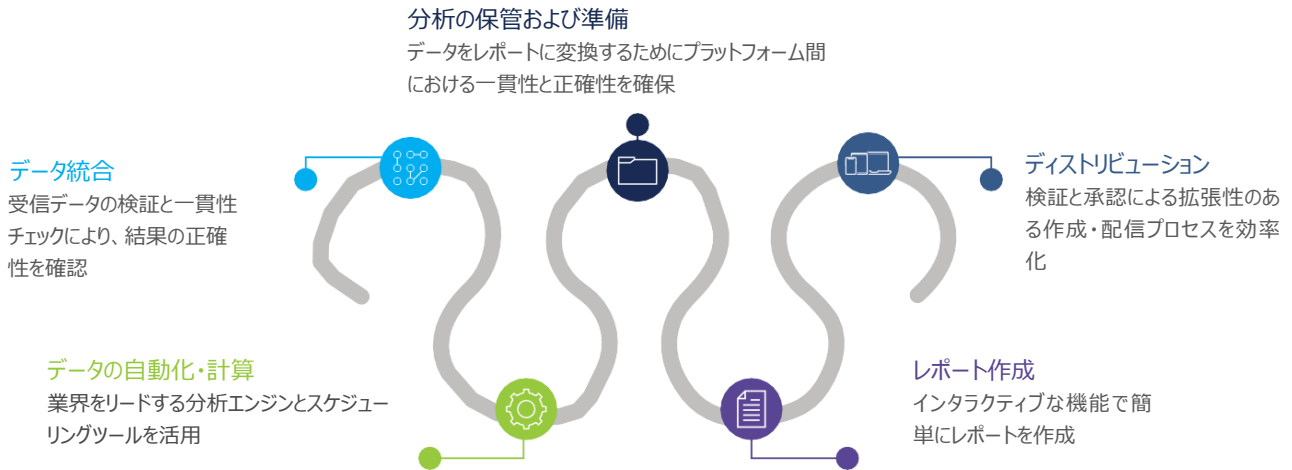 分析の保管および準備
データをレポートに変換するためにプラットフォーム間
における一貫性と正確性を確保
データ統合
受信データの検証と一貫性
チェックにより、結果の正確
性を確認
ディストリビューション
検証と承認による拡張性のあ
る作成・配信プロセスを効率
化
データの自動化・計算
業界をリードする分析エンジンとスケジュー
リングツールを活用
レポート作成
インタラクティブな機能で簡
単にレポートを作成